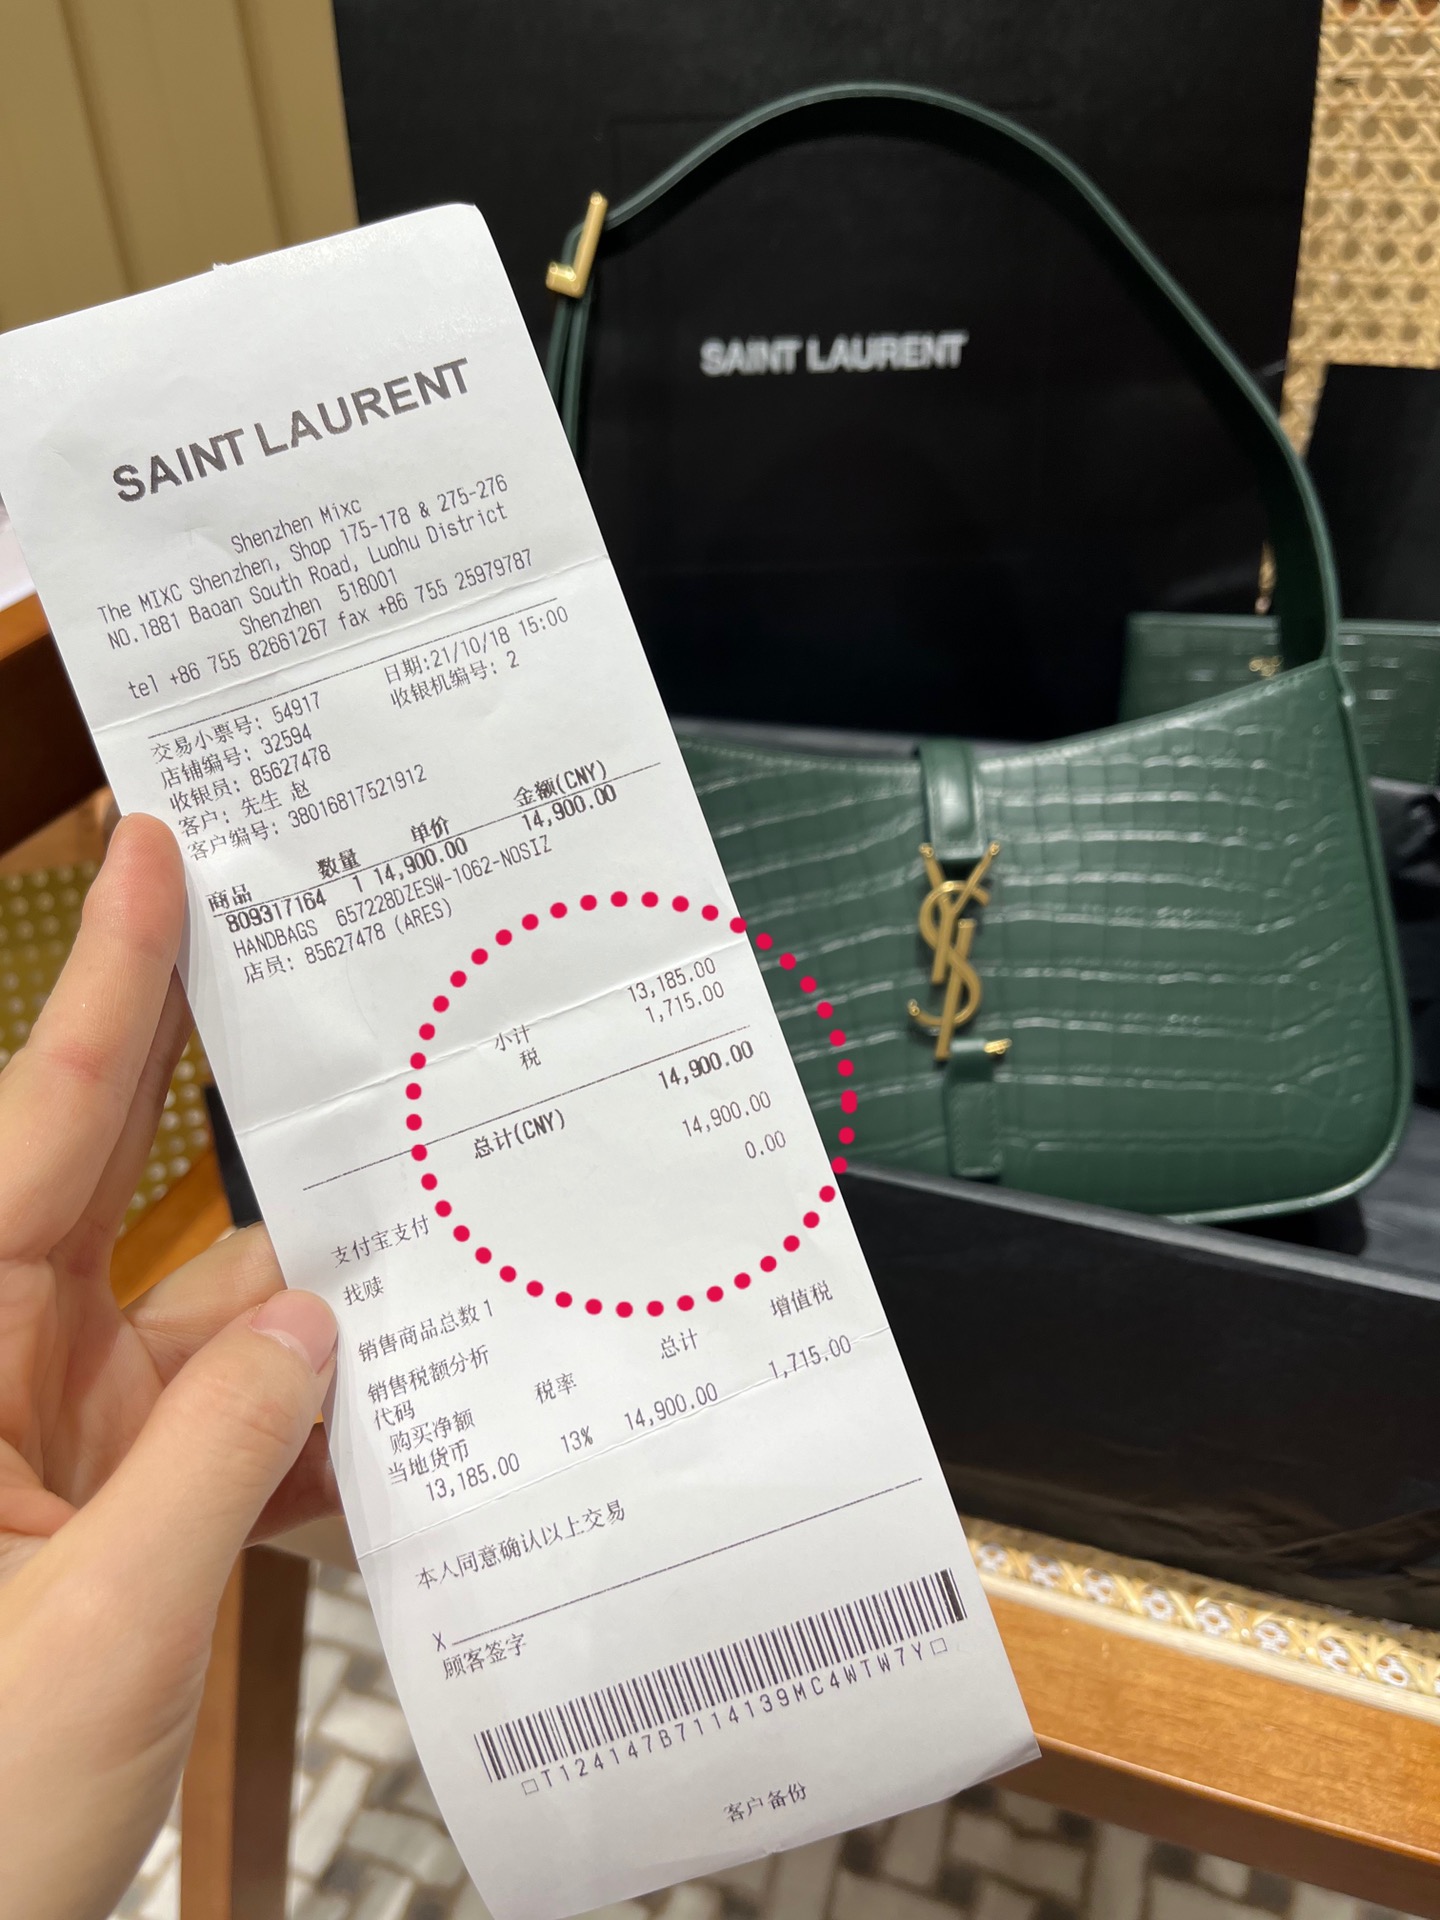 SAINT LAURENT
SAINT LAURENT
Shenzhen Mixc
The MIXC Shenzhen, Shop 175-178 & 275-276
NO.1881 Baoan South Road, Luohu District
Shenzhen 518001
tel +86 755 82661267 fax +86 755 25979787
交易小票号: 54917 日期:21/10/18 15:00
店铺编号: 32594 收银机编号: 2
收银员: 85627478
客户: 先生 赵
客户编号: 38016817521912
商品 数量 单价 金额(CNY)
809317164 1 14,900.00 14,900.00
HANDBAGS 657228DZESW-1062-NOSIZ
店员: 85627478 (ARES)
小计 13,185.00
税 1,715.00
总计(CNY) 14,900.00
支付宝支付 14,900.00
找赎 0.00
销售商品总数 1
销售税额分析
代码 税率 总计 增值税
购买净额
当地货币
13,185.00 13% 14,900.00 1,715.00
本人同意确认以上交易
X
顾客签字
T124147B7114139MC4WTW7Y
客户备份